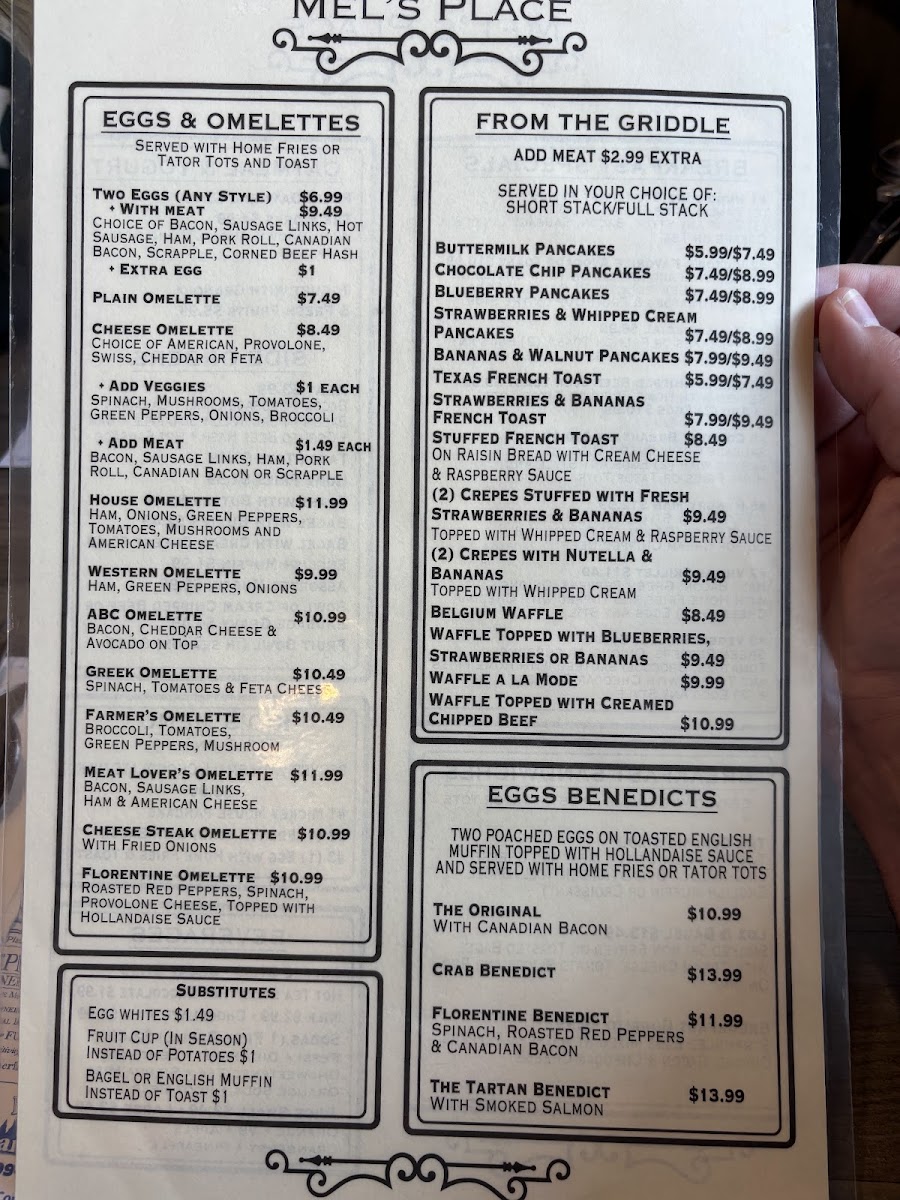 MEL'S PLACE
EGGS & OMELETTES
SERVED WITH HOME FRIES OR
TATOR TOTS AND TOAST
TWO EGGS (ANY STYLE) $6.99
+ WITH MEAT $9.49
CHOICE OF BACON, SAUSAGE LINKS, HOT
SAUSAGE, HAM, PORK ROLL, CANADIAN
BACON, SCRAPPLE, CORNED BEEF HASH
+ EXTRA EGG $1
PLAIN OMELETTE $7.49
CHEESE OMELETTE $8.49
CHOICE OF AMERICAN, PROVOLONE,
SWISS, CHEDDAR OR FETA
+ ADD VEGGIES $1 EACH
SPINACH, MUSHROOMS, TOMATOES,
GREEN PEPPERS, ONIONS, BROCCOLI
+ ADD MEAT $1.49 EACH
BACON, SAUSAGE LINKS, HAM, PORK
ROLL, CANADIAN BACON OR SCRAPPLE
HOUSE OMELETTE $11.99
HAM, ONIONS, GREEN PEPPERS,
TOMATOES, MUSHROOMS AND
AMERICAN CHEESE
WESTERN OMELETTE $9.99
HAM, GREEN PEPPERS, ONIONS
ABC OMELETTE $10.99
BACON, CHEDDAR CHEESE &
AVOCADO ON TOP
GREEK OMELETTE $10.49
SPINACH, TOMATOES & FETA CHEES
FARMER'S OMELETTE $10.49
BROCCOLI, TOMATOES,
GREEN PEPPERS, MUSHROOM
MEAT LOVER'S OMELETTE $11.99
BACON, SAUSAGE LINKS,
HAM & AMERICAN CHEESE
CHEESE STEAK OMELETTE $10.99
WITH FRIED ONIONS
FLORENTINE OMELETTE $10.99
ROASTED RED PEPPERS, SPINACH,
PROVOLONE CHEESE, TOPPED WITH
HOLLANDAISE SAUCE
SUBSTITUTES
EGG WHITES $1.49
FRUIT CUP (IN SEASON)
INSTEAD OF POTATOES $1
BAGEL OR ENGLISH MUFFIN
INSTEAD OF TOAST $1
FROM THE GRIDDLE
ADD MEAT $2.99 EXTRA
SERVED IN YOUR CHOICE OF:
SHORT STACK/FULL STACK
BUTTERMILK PANCAKES $5.99/$7.49
CHOCOLATE CHIP PANCAKES $7.49/$8.99
BLUEBERRY PANCAKES $7.49/$8.99
STRAWBERRIES & WHIPPED CREAM
PANCAKES $7.49/$8.99
BANANAS & WALNUT PANCAKES $7.99/$9.49
TEXAS FRENCH TOAST $5.99/$7.49
STRAWBERRIES & BANANAS
FRENCH TOAST $7.99/$9.49
STUFFED FRENCH TOAST $8.49
ON RAISIN BREAD WITH CREAM CHEESE
& RASPBERRY SAUCE
(2) CREPES STUFFED WITH FRESH
STRAWBERRIES & BANANAS $9.49
TOPPED WITH WHIPPED CREAM & RASPBERRY SAUCE
(2) CREPES WITH NUTELLA &
BANANAS $9.49
TOPPED WITH WHIPPED CREAM
BELGIUM WAFFLE $8.49
WAFFLE TOPPED WITH BLUEBERRIES,
STRAWBERRIES OR BANANAS $9.49
WAFFLE A LA MODE $9.99
WAFFLE TOPPED WITH CREAMED
CHIPPED BEEF $10.99
EGGS BENEDICTS
TWO POACHED EGGS ON TOASTED ENGLISH
MUFFIN TOPPED WITH HOLLANDAISE SAUCE
AND SERVED WITH HOME FRIES OR TATOR TOTS
THE ORIGINAL $10.99
WITH CANADIAN BACON
CRAB BENEDICT $13.99
FLORENTINE BENEDICT $11.99
SPINACH, ROASTED RED PEPPERS
& CANADIAN BACON
THE TARTAN BENEDICT $13.99
WITH SMOKED SALMON